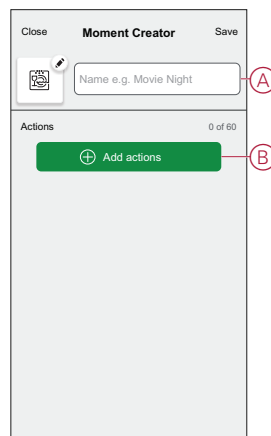 Close Moment Creator Save
Name e.g. Movie Night
A
Actions 0 of 60
Add actions
B